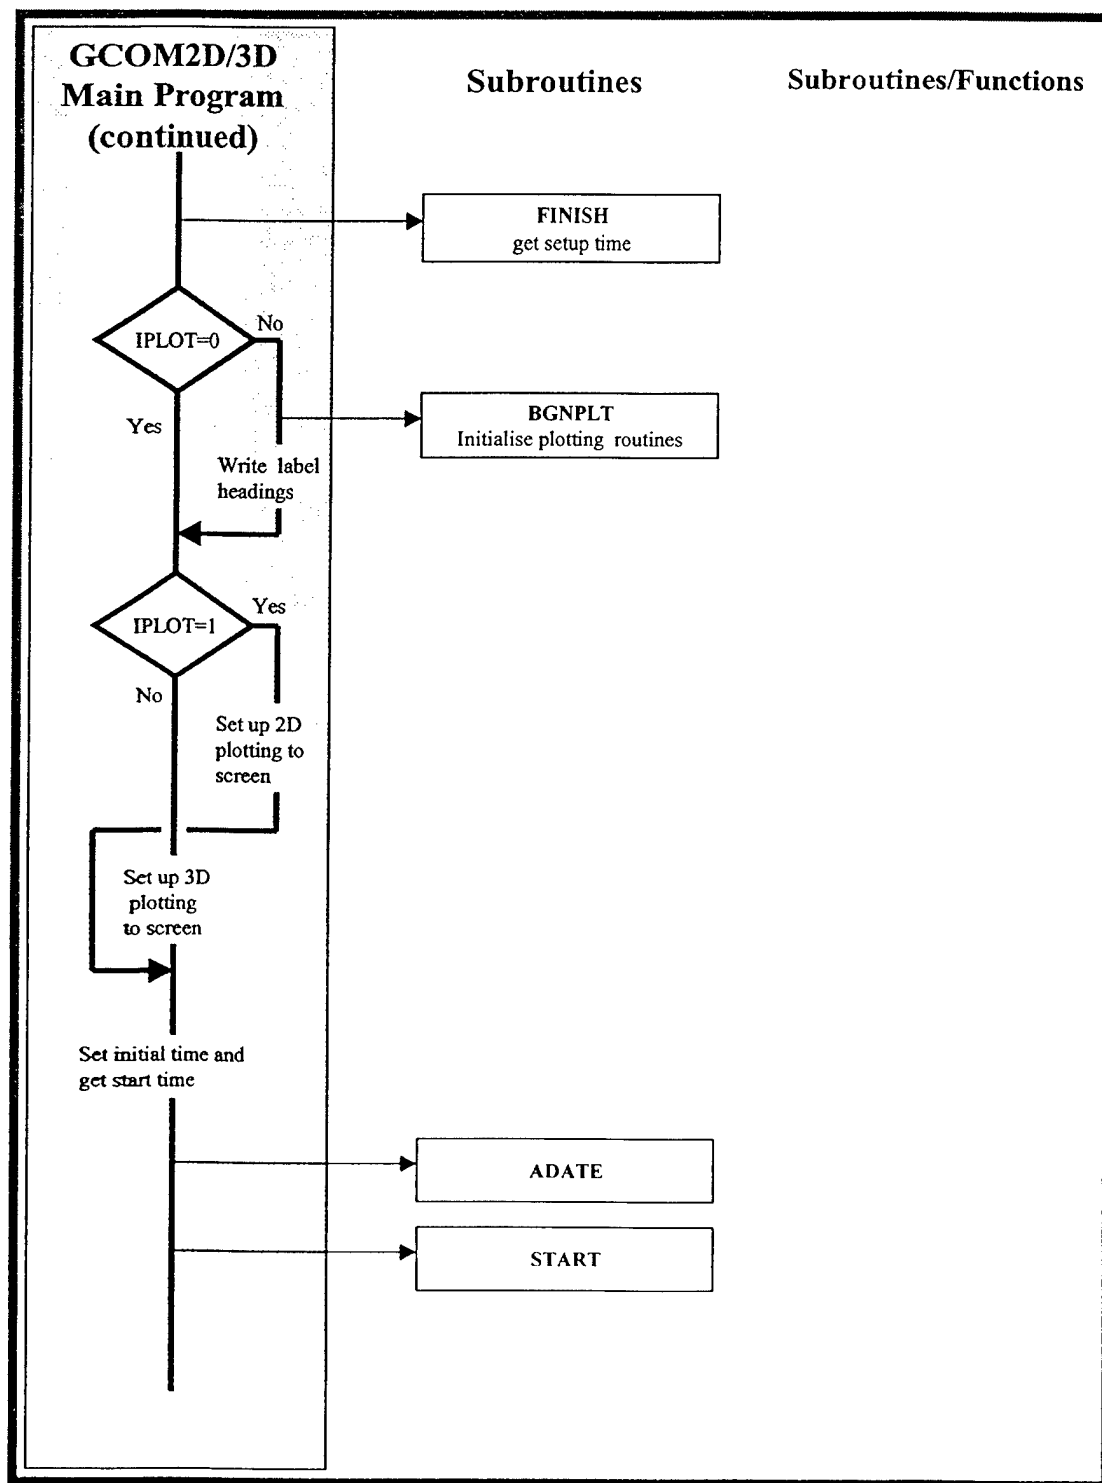 GCOM2D/3D
Main Program
(continued)
Subroutines
Subroutines/Functions
FINISH
get setup time
IPLOT=0
No
Yes
BGNPLT
Initialise plotting routines
Write label
headings
IPLOT=1
Yes
No
Set up 2D
plotting to
screen
Set up 3D
plotting
to screen
Set initial time and
get start time
ADATE
START